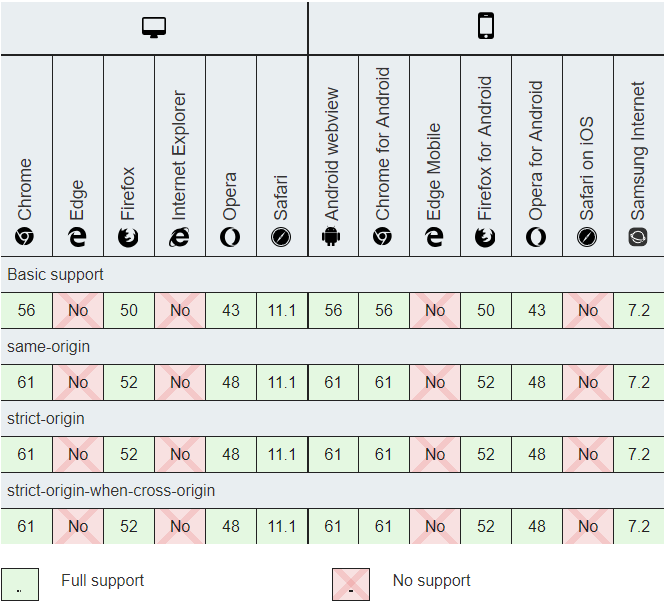 Chrome Edge Firefox Internet Explorer Opera Safari Android webview Chrome for Android Edge Mobile Firefox for Android Opera for Android Safari on iOS Samsung Internet
Basic support
56 No 50 No 43 11.1 56 56 No 50 43 No 7.2
same-origin
61 No 52 No 48 11.1 61 61 No 52 48 No 7.2
strict-origin
61 No 52 No 48 11.1 61 61 No 52 48 No 7.2
strict-origin-when-cross-origin
61 No 52 No 48 11.1 61 61 No 52 48 No 7.2
Full support No support